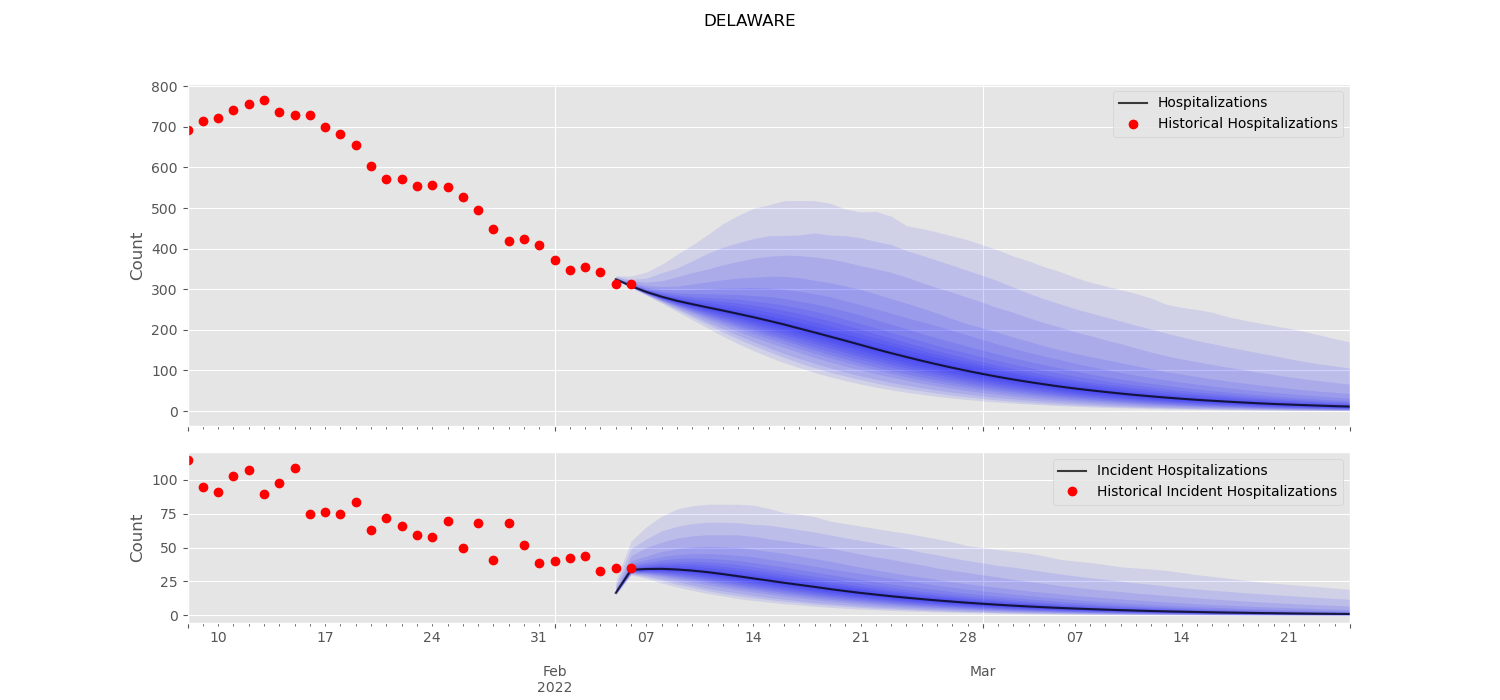 DELAWARE
800
700
600
500
400
300
200
100
0
Count
Hospitalizations
Historical Hospitalizations
100
75
50
25
0
Count
Incident Hospitalizations
Historical Incident Hospitalizations
10 17 24 31 07 14 21 28 07 14 21
Feb Mar
2022